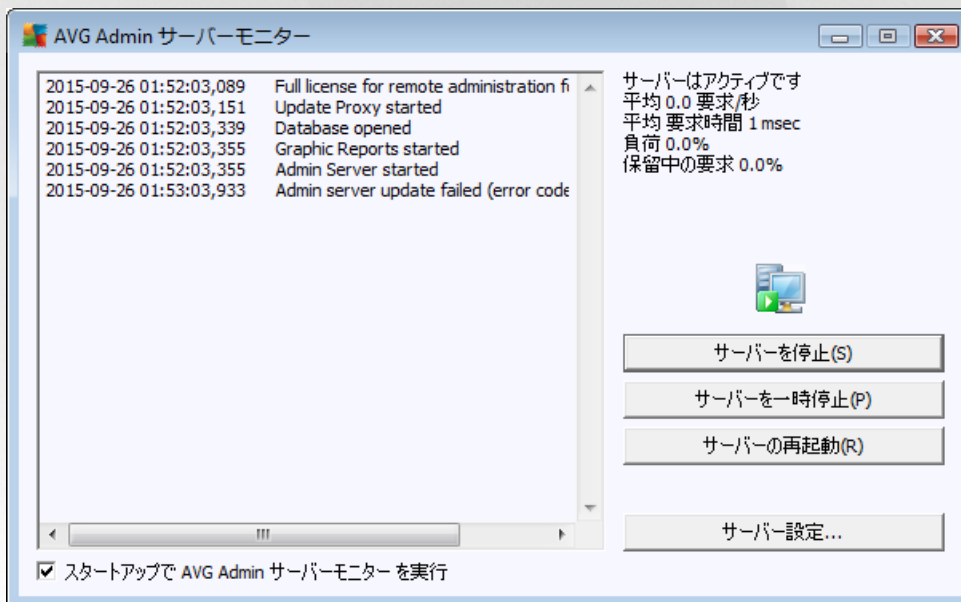 AVG Admin サーバーモニター
2015-09-26 01:52:03,089 Full license for remote administration
2015-09-26 01:52:03,151 Update Proxy started
2015-09-26 01:52:03,339 Database opened
2015-09-26 01:52:03,355 Graphic Reports started
2015-09-26 01:52:03,355 Admin Server started
2015-09-26 01:53:03,933 Admin server update failed (error code
サーバーはアクティブです
平均 0.0 要求/秒
平均 要求時間 1 msec
負荷 0.0%
保留中の要求 0.0%
サーバーを停止(S)
サーバーを一時停止(P)
サーバーの再起動(R)
サーバー設定...
スタートアップで AVG Admin サーバーモニター を実行